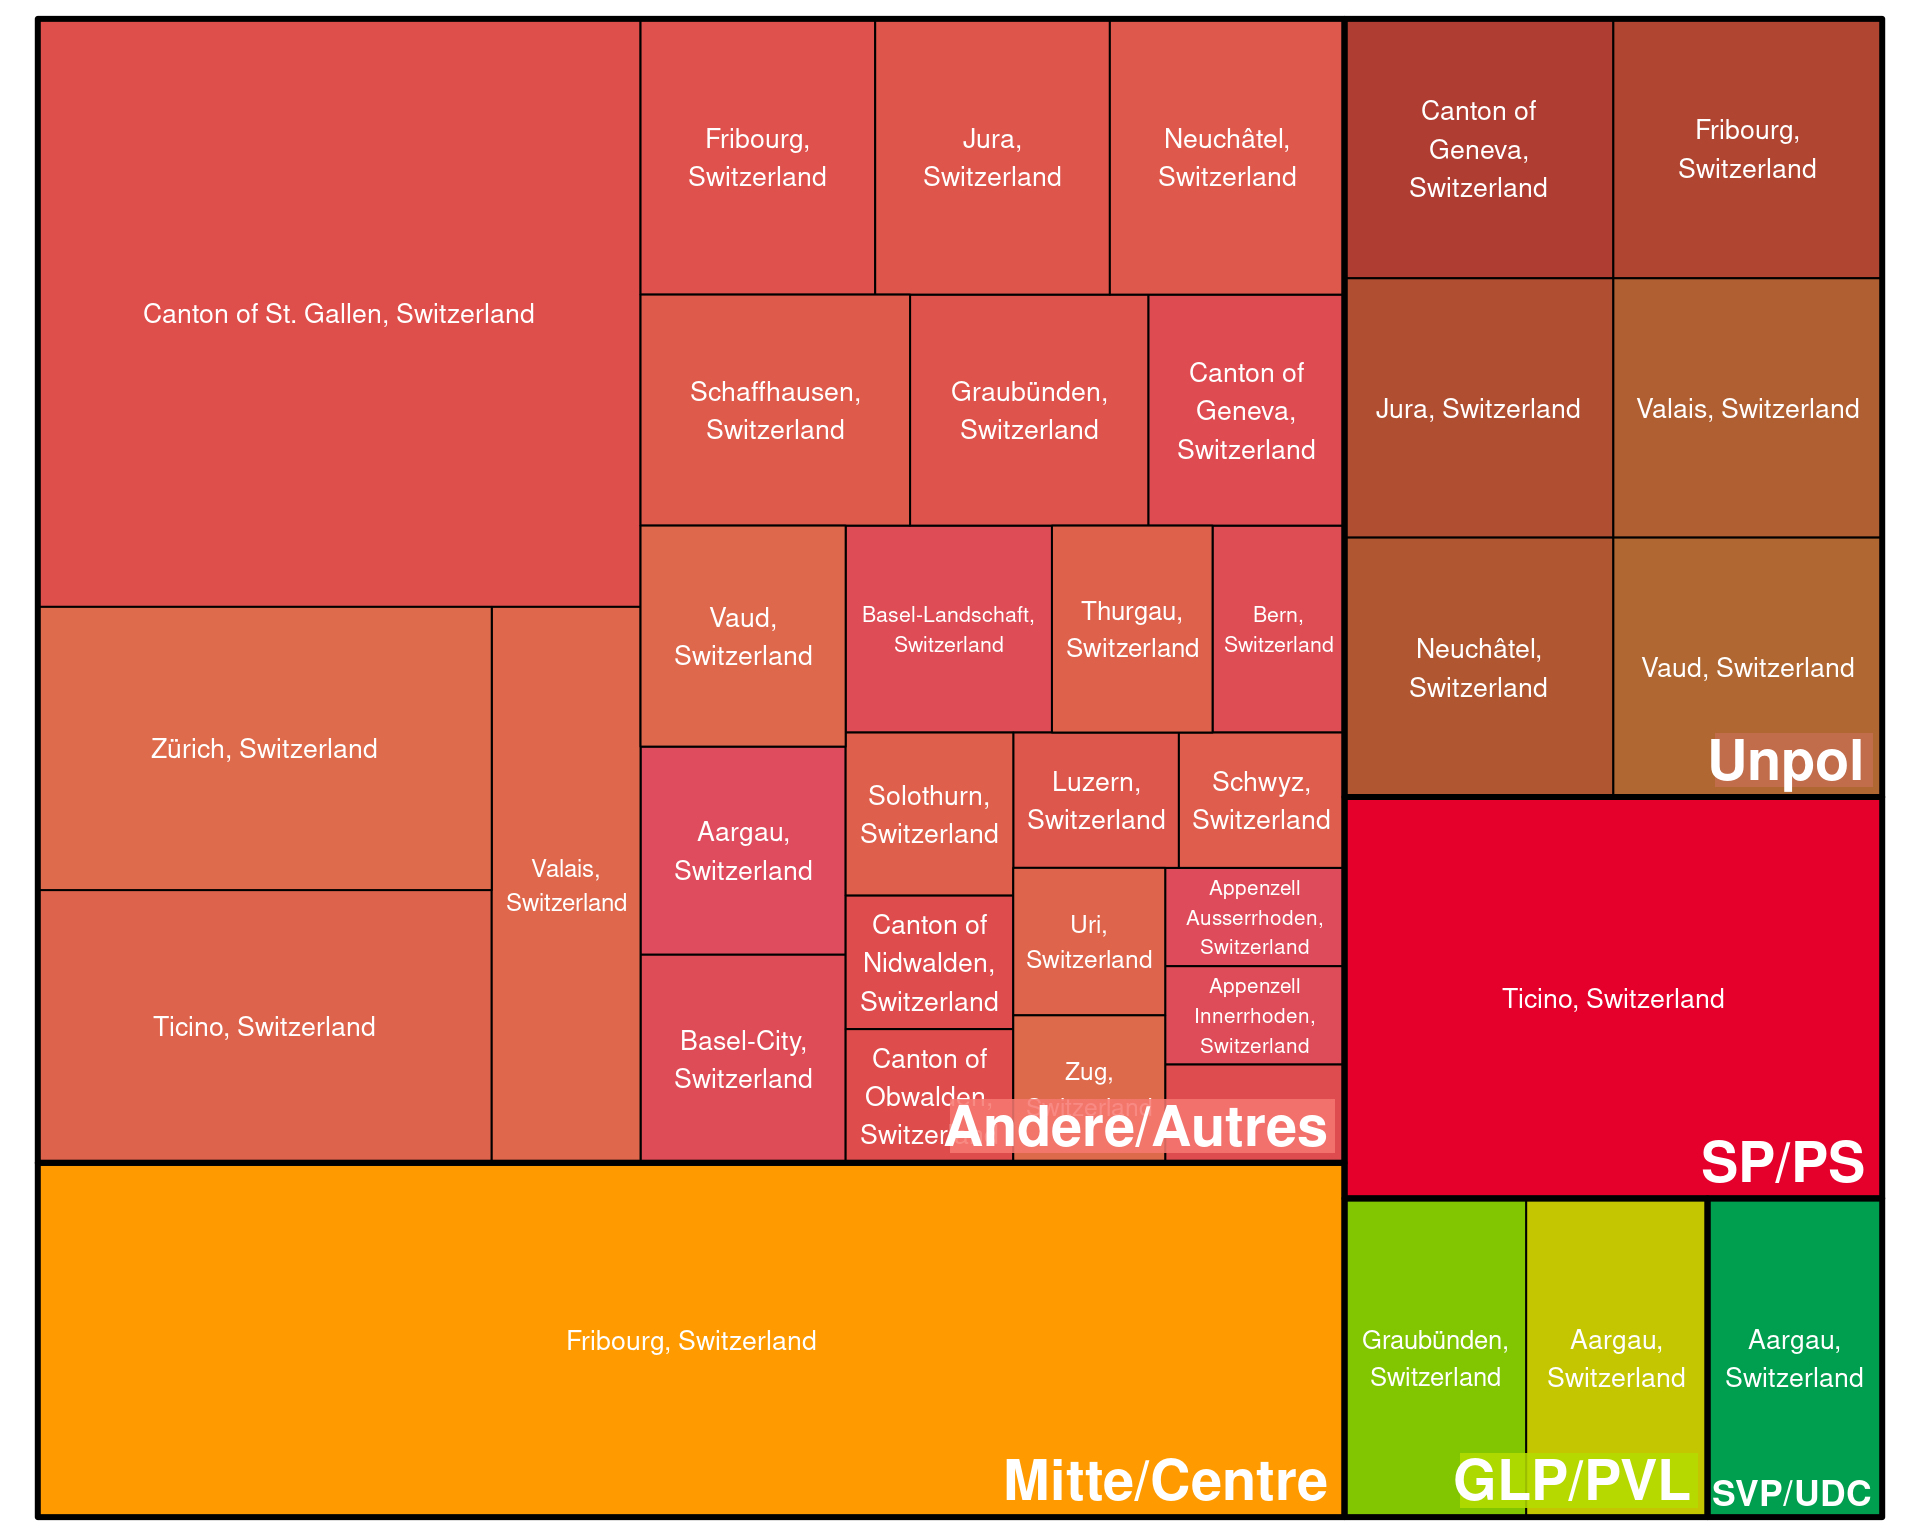 Canton of St. Gallen, Switzerland
Fribourg,
Switzerland
Jura,
Switzerland
Neuchâtel,
Switzerland
Schaffhausen,
Switzerland
Graubünden,
Switzerland
Canton of
Geneva,
Switzerland
Zürich, Switzerland
Ticino, Switzerland
Valais,
Switzerland
Vaud,
Switzerland
Basel-Landschaft,
Switzerland
Thurgau,
Switzerland
Bern,
Switzerland
Aargau,
Switzerland
Basel-City,
Switzerland
Solothurn,
Switzerland
Luzern,
Switzerland
Schwyz,
Switzerland
Canton of
Nidwalden,
Switzerland
Canton of
Obwalden,
Switzerland
Uri,
Switzerland
Zug,
Switzerland
Appenzell
Ausserrhoden,
Switzerland
Appenzell
Innerrhoden,
Switzerland
Andere/Autres
Fribourg, Switzerland
Mitte/Centre
Canton of
Geneva,
Switzerland
Fribourg,
Switzerland
Jura, Switzerland
Valais, Switzerland
Neuchâtel,
Switzerland
Vaud, Switzerland
Unpol
Ticino, Switzerland
SP/PS
Graubünden,
Switzerland
Aargau,
Switzerland
GLP/PVL
Aargau,
Switzerland
SVP/UDC